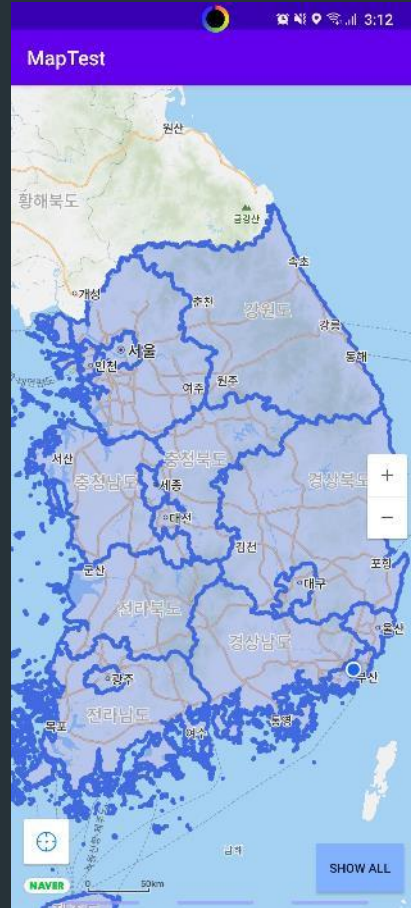 3:12
MapTest
원산
황해북도
금강산
개성
속초
춘천
강원도
강릉
서울
동해
인천
여주
원주
서산
충청북도
충청남도
경상북도
+
세종
대전
−
김천
포항
군산
대구
전라북도
경상남도
울산
광주
부산
전라남도
목포
여수
통영
남해
SHOW ALL
NAVER
0
50km